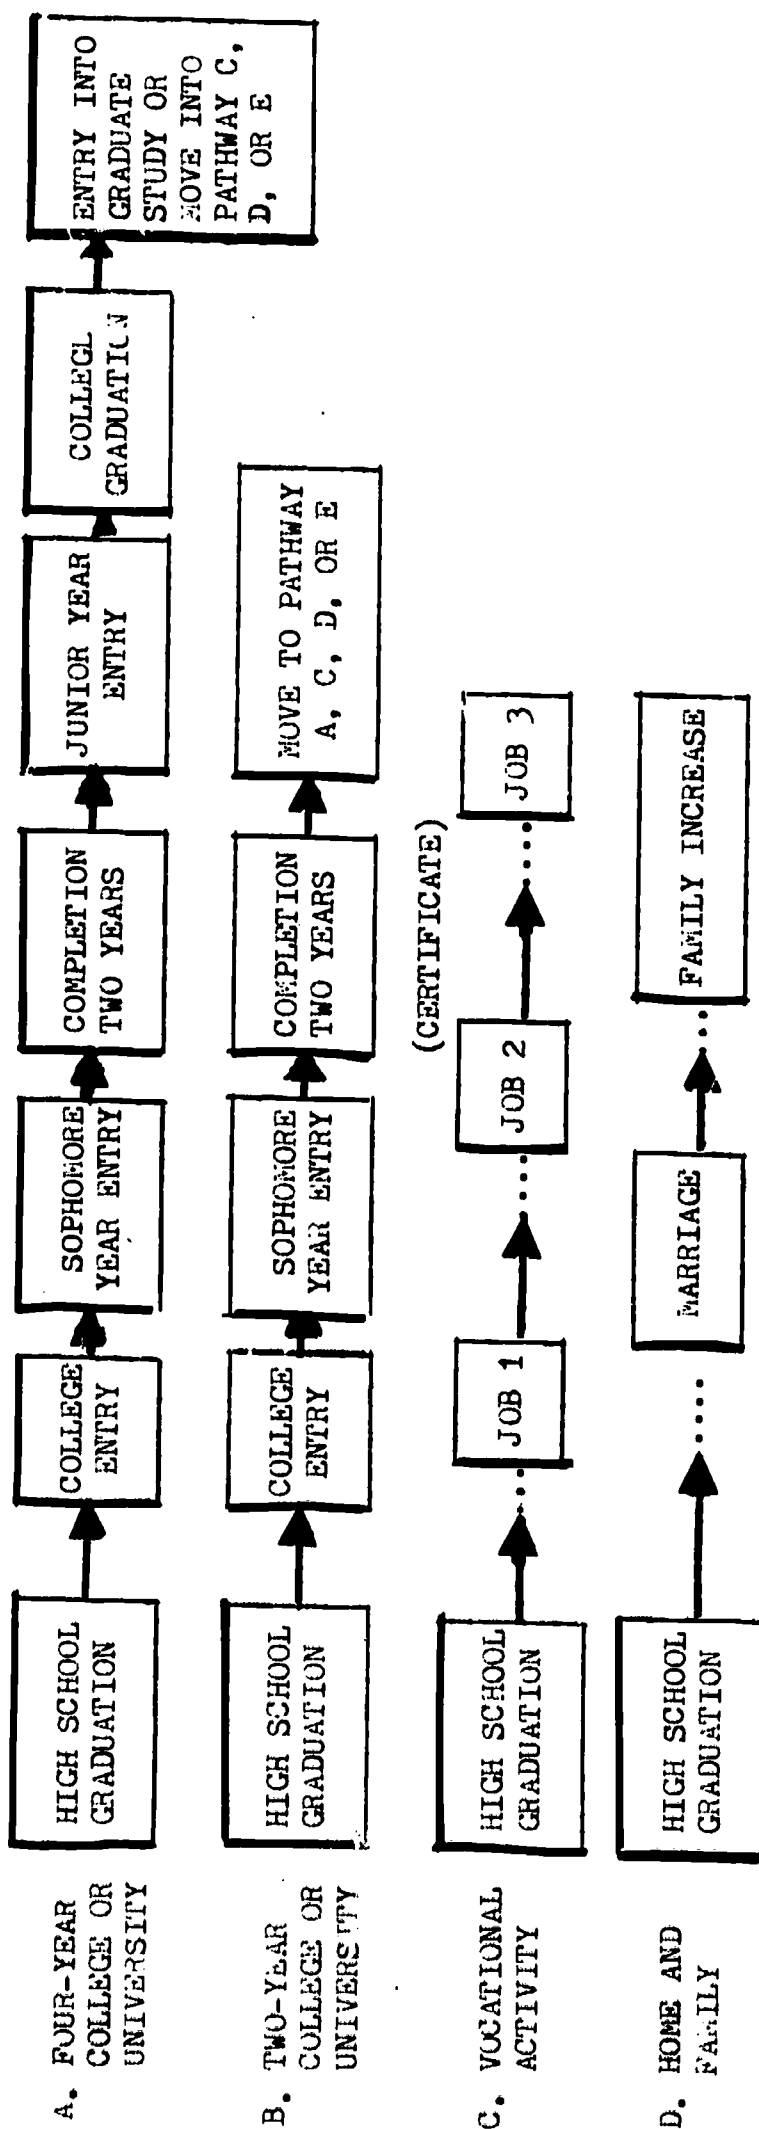 A. FOUR-YEAR
COLLEGE OR
UNIVERSITY
HIGH SCHOOL
GRADUATION
COLLEGE
ENTRY
SOPHOMORE
YEAR ENTRY
COMPLETION
TWO YEARS
JUNIOR YEAR
ENTRY
COLLEGE
GRADUATION
ENTRY INTO
GRADUATE
STUDY OR
MOVE INTO
PATHWAY C,
D, OR E
B. TWO-YEAR
COLLEGE OR
UNIVERSITY
HIGH SCHOOL
GRADUATION
COLLEGE
ENTRY
SOPHOMORE
YEAR ENTRY
COMPLETION
TWO YEARS
MOVE TO PATHWAY
A, C, D, OR E
C. VOCATIONAL
ACTIVITY
HIGH SCHOOL
GRADUATION
JOB 1
JOB 2
(CERTIFICATE)
JOB 3
D. HOME AND
FAMILY
HIGH SCHOOL
GRADUATION
MARRIAGE
FAMILY INCREASE